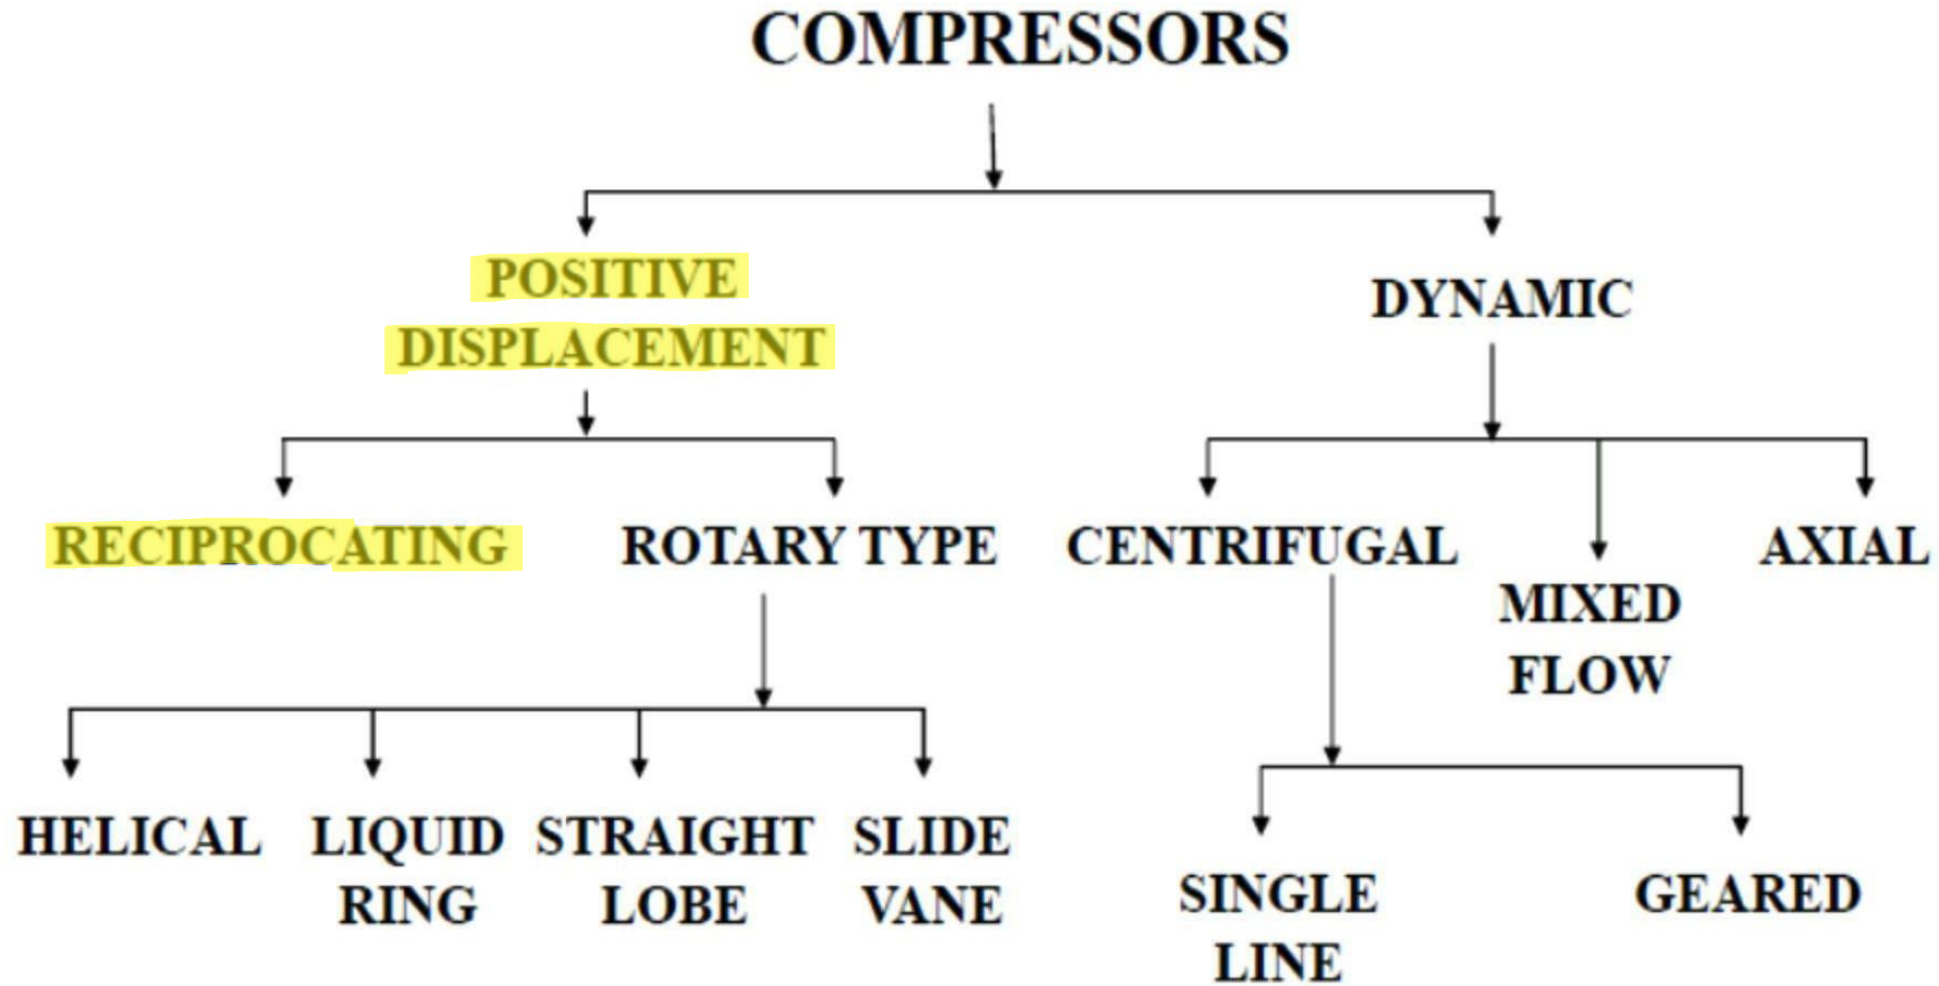 COMPRESSORS
POSITIVE
DISPLACEMENT
DYNAMIC
RECIPROCATING
ROTARY TYPE
CENTRIFUGAL
MIXED
FLOW
AXIAL
HELICAL
LIQUID
RING
STRAIGHT
LOBE
SLIDE
VANE
SINGLE
LINE
GEARED